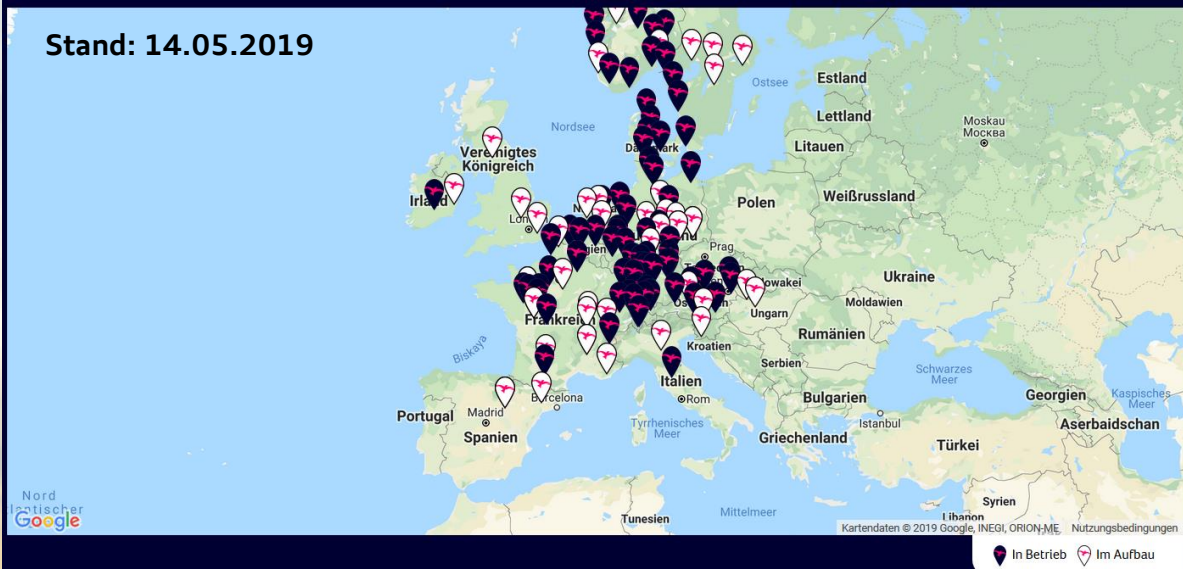 Stand: 14.05.2019
Estland
Ostsee
Lettland
Nordsee
Moskau
Москва
Litauen
Vereinigtes
Königreich
Weißrussland
Polen
Irland
Prag
Ukraine
Slowakei
Moldawien
Ungarn
Frankreich
Rumänien
Kroatien
Biskaya
Serbien
Schwarzes
Meer
Kaspisches
Meer
Italien
Rom
Bulgarien
Georgien
Barcelona
Portugal
Madrid
Istanbul
Aserbaidschan
Spanien
Tyrrhenisches
Meer
Griechenland
Türkei
Nord
Google
Syrien
Mittelmeer
Tunesien
Libanon
Kartendaten © 2019 Google, INEGI, ORION-ME Nutzungsbedingungen
In Betrieb Im Aufbau